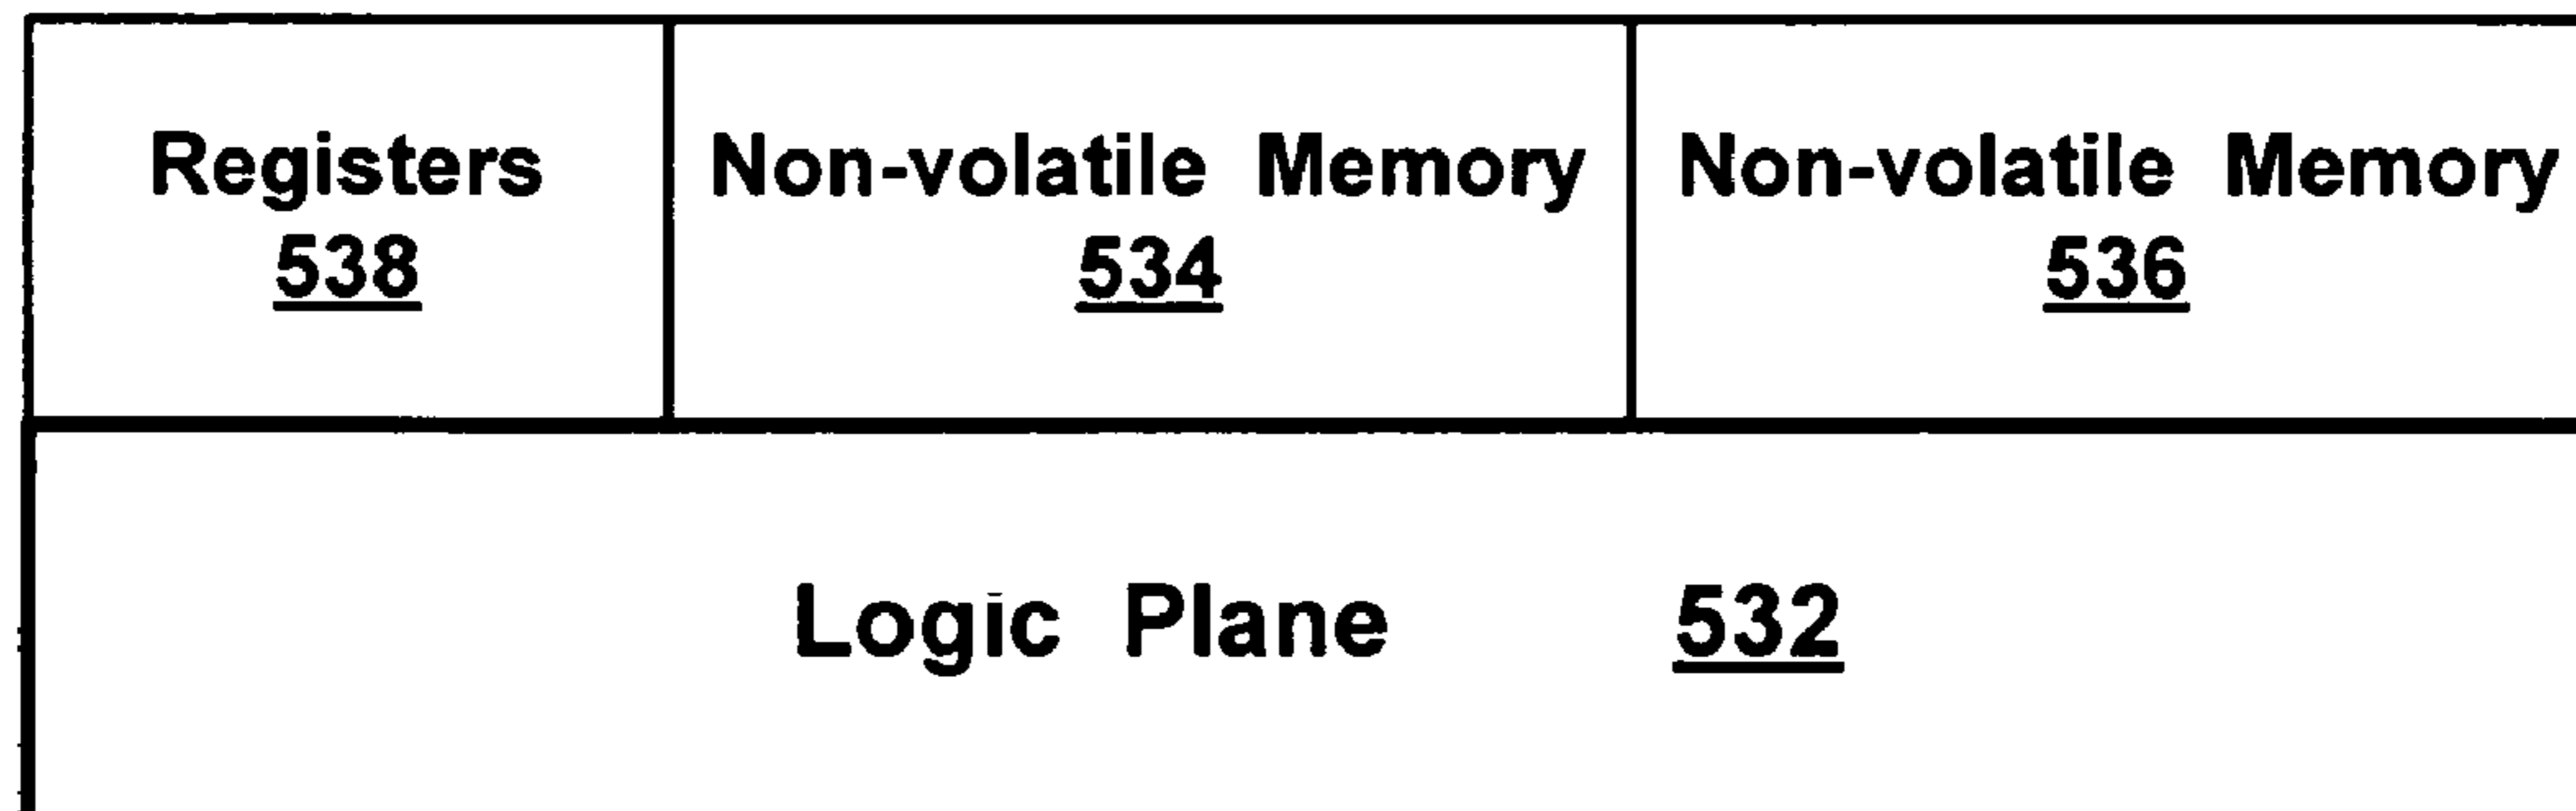 Registers Non-volatile Memory Non-volatile Memory
538 534 536
Logic Plane 532